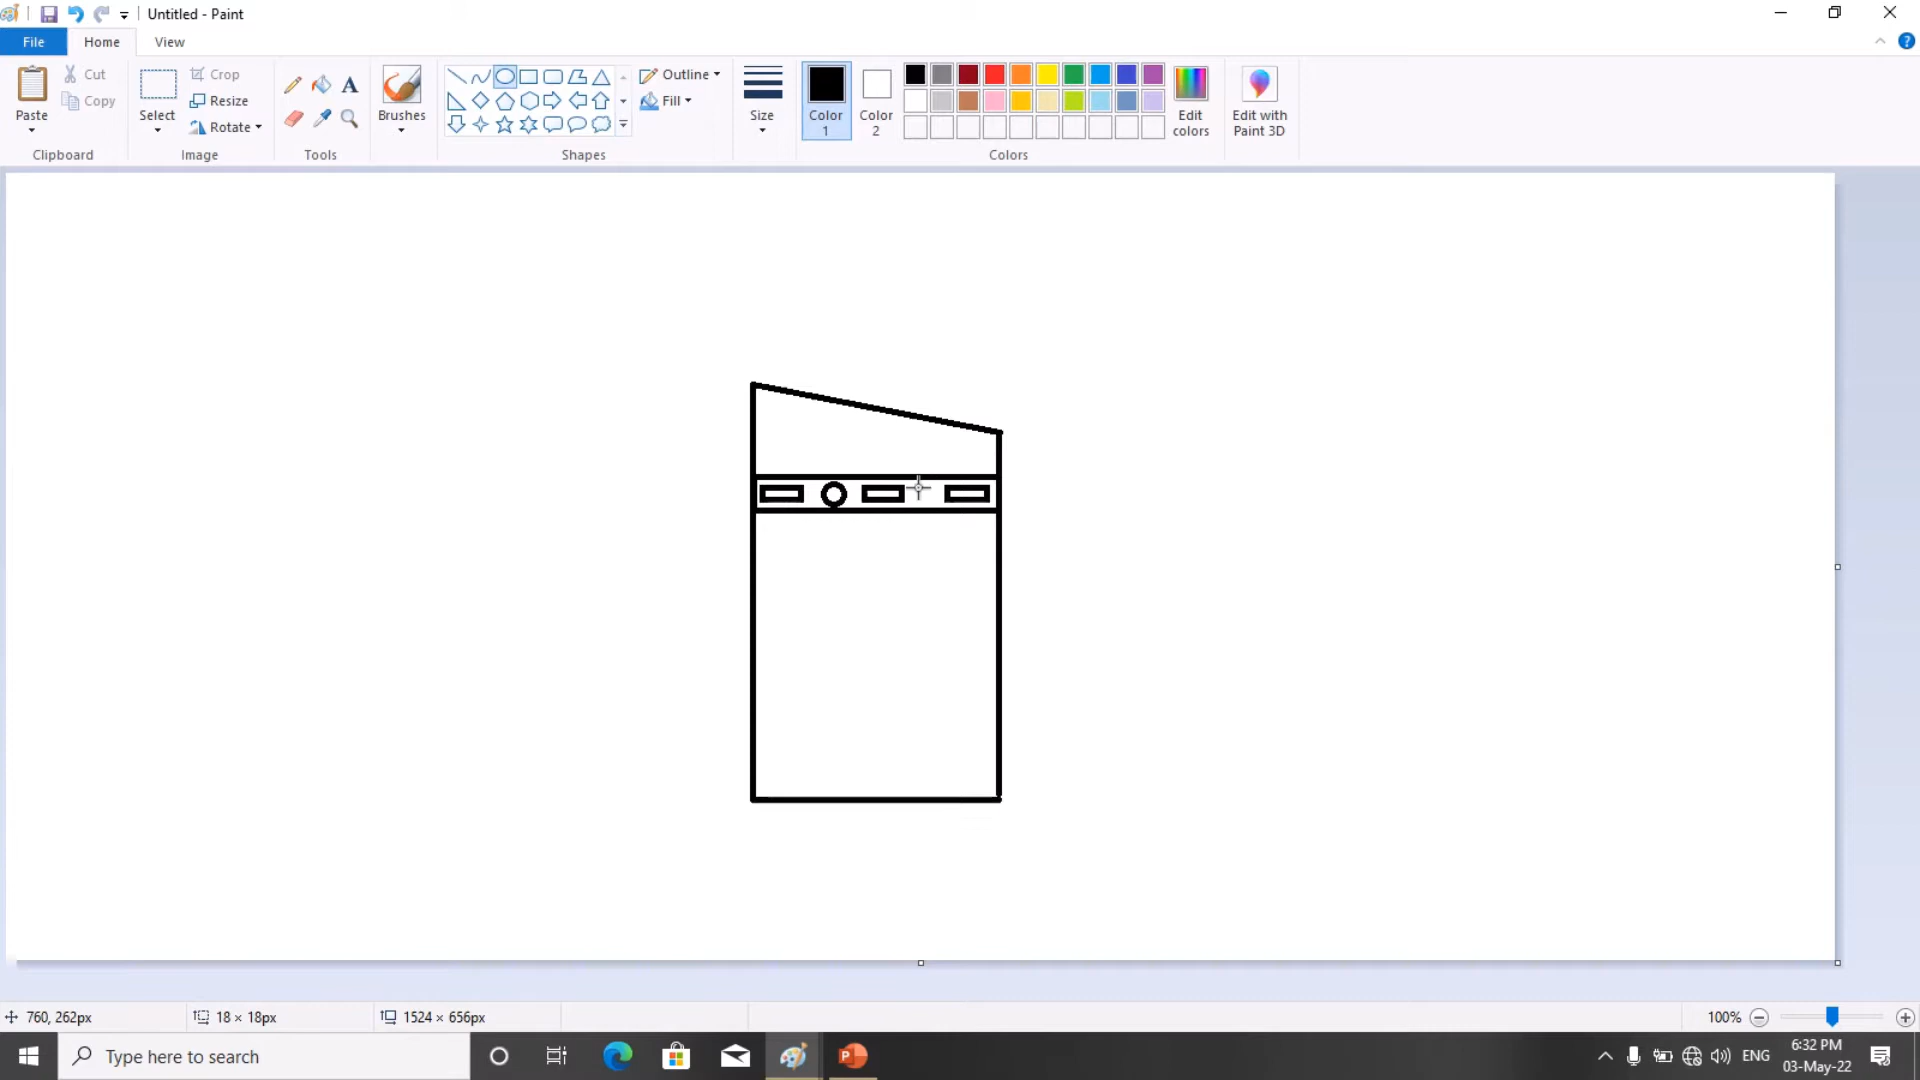 Untitled - Paint
File Home View
Paste Cut Copy Clipboard
Select Crop Resize Rotate Image
A Tools
Brushes
Outline Fill Shapes
Size
Color 1
Color 2
Edit colors Colors
Edit with Paint 3D
760, 262px 18 × 18px 1524 × 656px 100%
Type here to search
ENG 6:32 PM
03-May-22